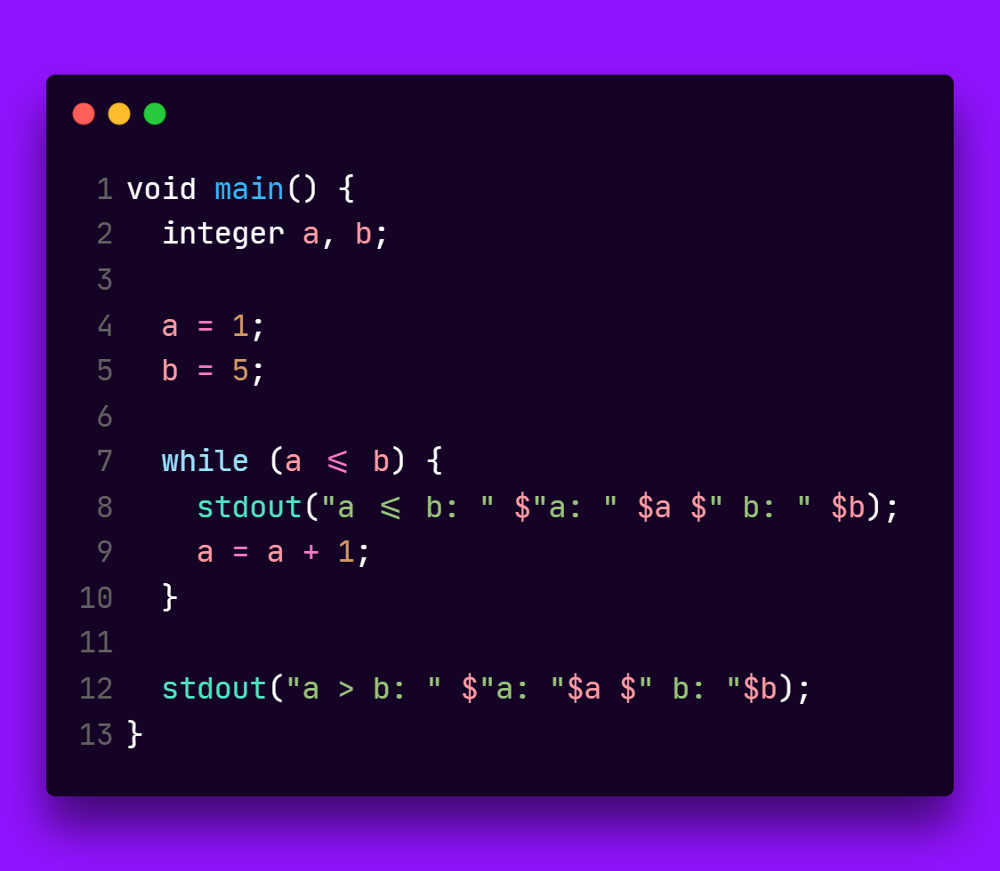 1 void main() {
2   integer a, b;
3
4   a = 1;
5   b = 5;
6
7   while (a <= b) {
8     stdout("a <= b: " $"a: " $a $" b: " $b);
9     a = a + 1;
10   }
11
12   stdout("a > b: " $"a: "$a $" b: "$b);
13 }